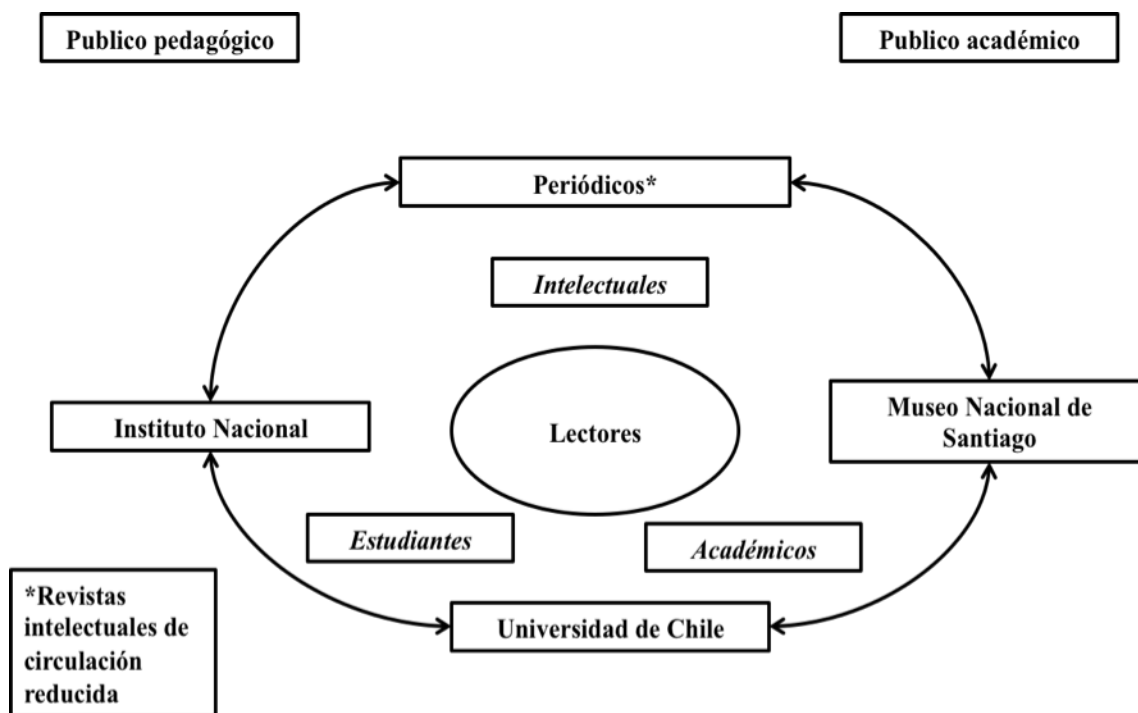 Publico pedagógico
Publico académico
Periódicos*
Intelectuales
Instituto Nacional
Lectores
Museo Nacional de
Santiago
Estudiantes
Académicos
*Revistas
intelectuales de
circulación
reducida
Universidad de Chile